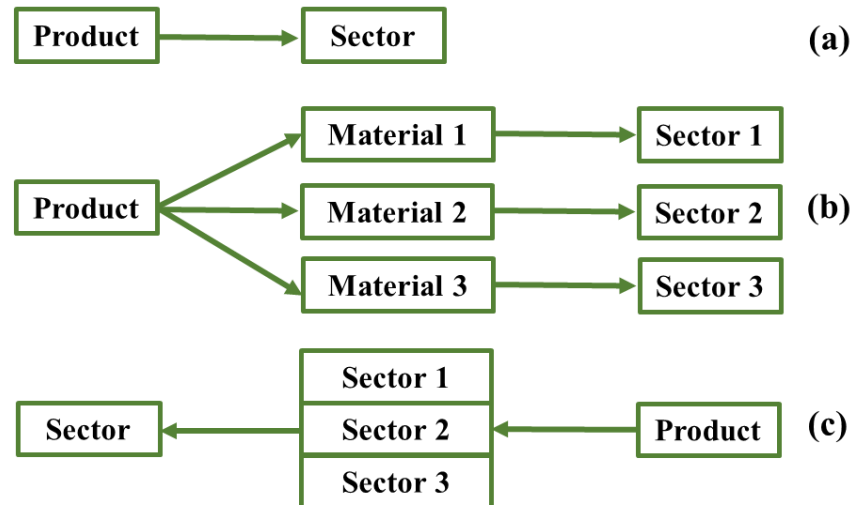 Product Sector (a)
Material 1 Sector 1
Product Material 2 Sector 2 (b)
Material 3 Sector 3
Sector 1
Sector Sector 2 Product (c)
Sector 3